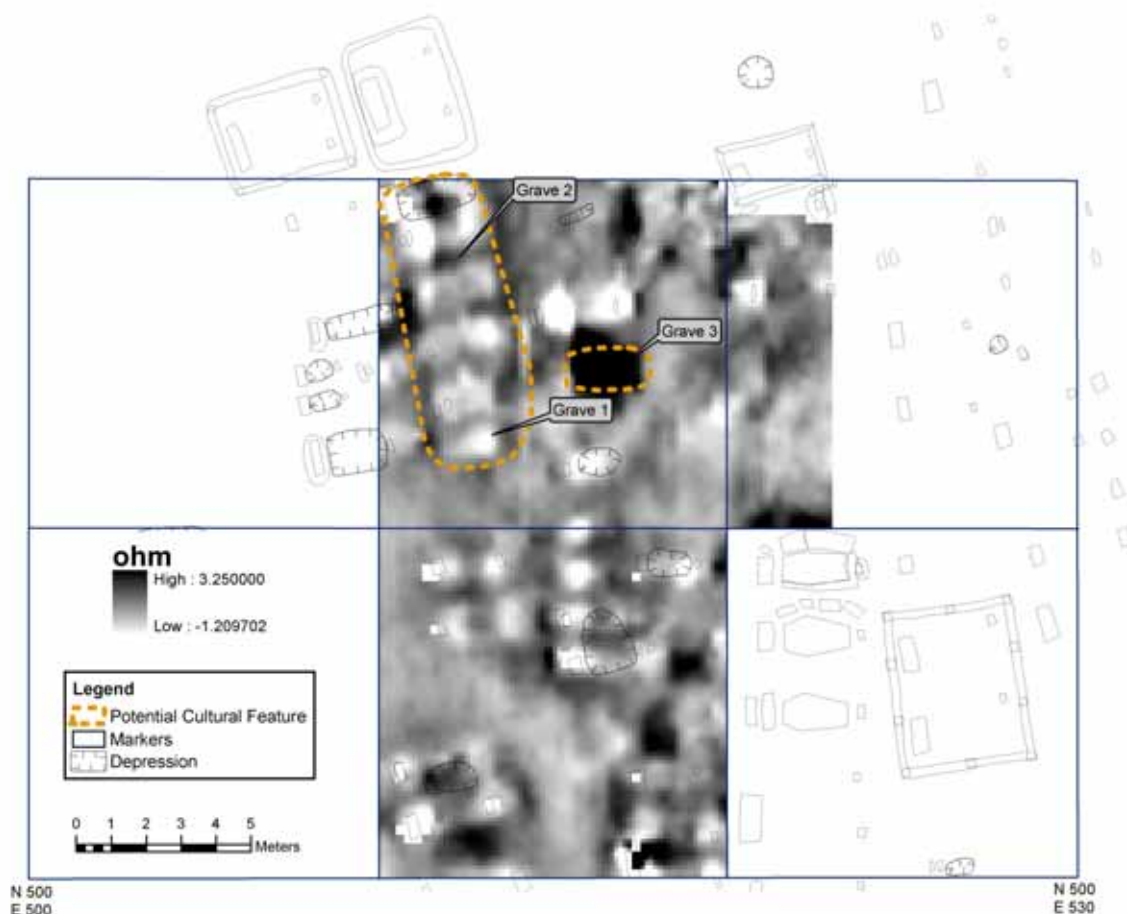 Grave 2
Grave 3
Grave 1
ohm
High : 3.250000
Low : -1.209702
Legend
Potential Cultural Feature
Markers
Depression
0 1 2 3 4 5
Meters
N 500
E 500
N 500
E 530